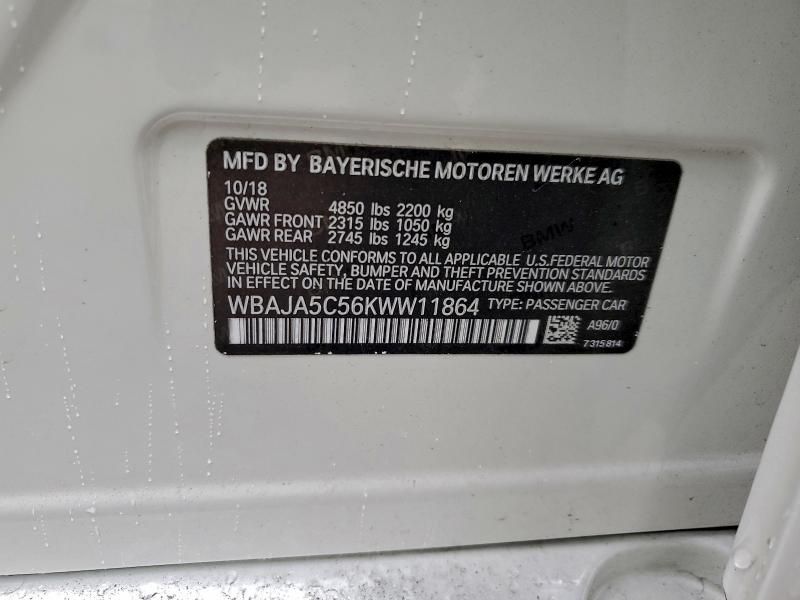 MFD BY BAYERISCHE MOTOREN WERKE AG
10/18
GVWR 4850 lbs 2200 kg
GAWR FRONT 2315 lbs 1050 kg
GAWR REAR 2745 lbs 1245 kg
THIS VEHICLE CONFORMS TO ALL APPLICABLE U.S.FEDERAL MOTOR
VEHICLE SAFETY, BUMPER AND THEFT PREVENTION STANDARDS
IN EFFECT ON THE DATE OF MANUFACTURE SHOWN ABOVE.
WBAJA5C56KWW11864 TYPE: PASSENGER CAR
A96/0
7315814
BMW